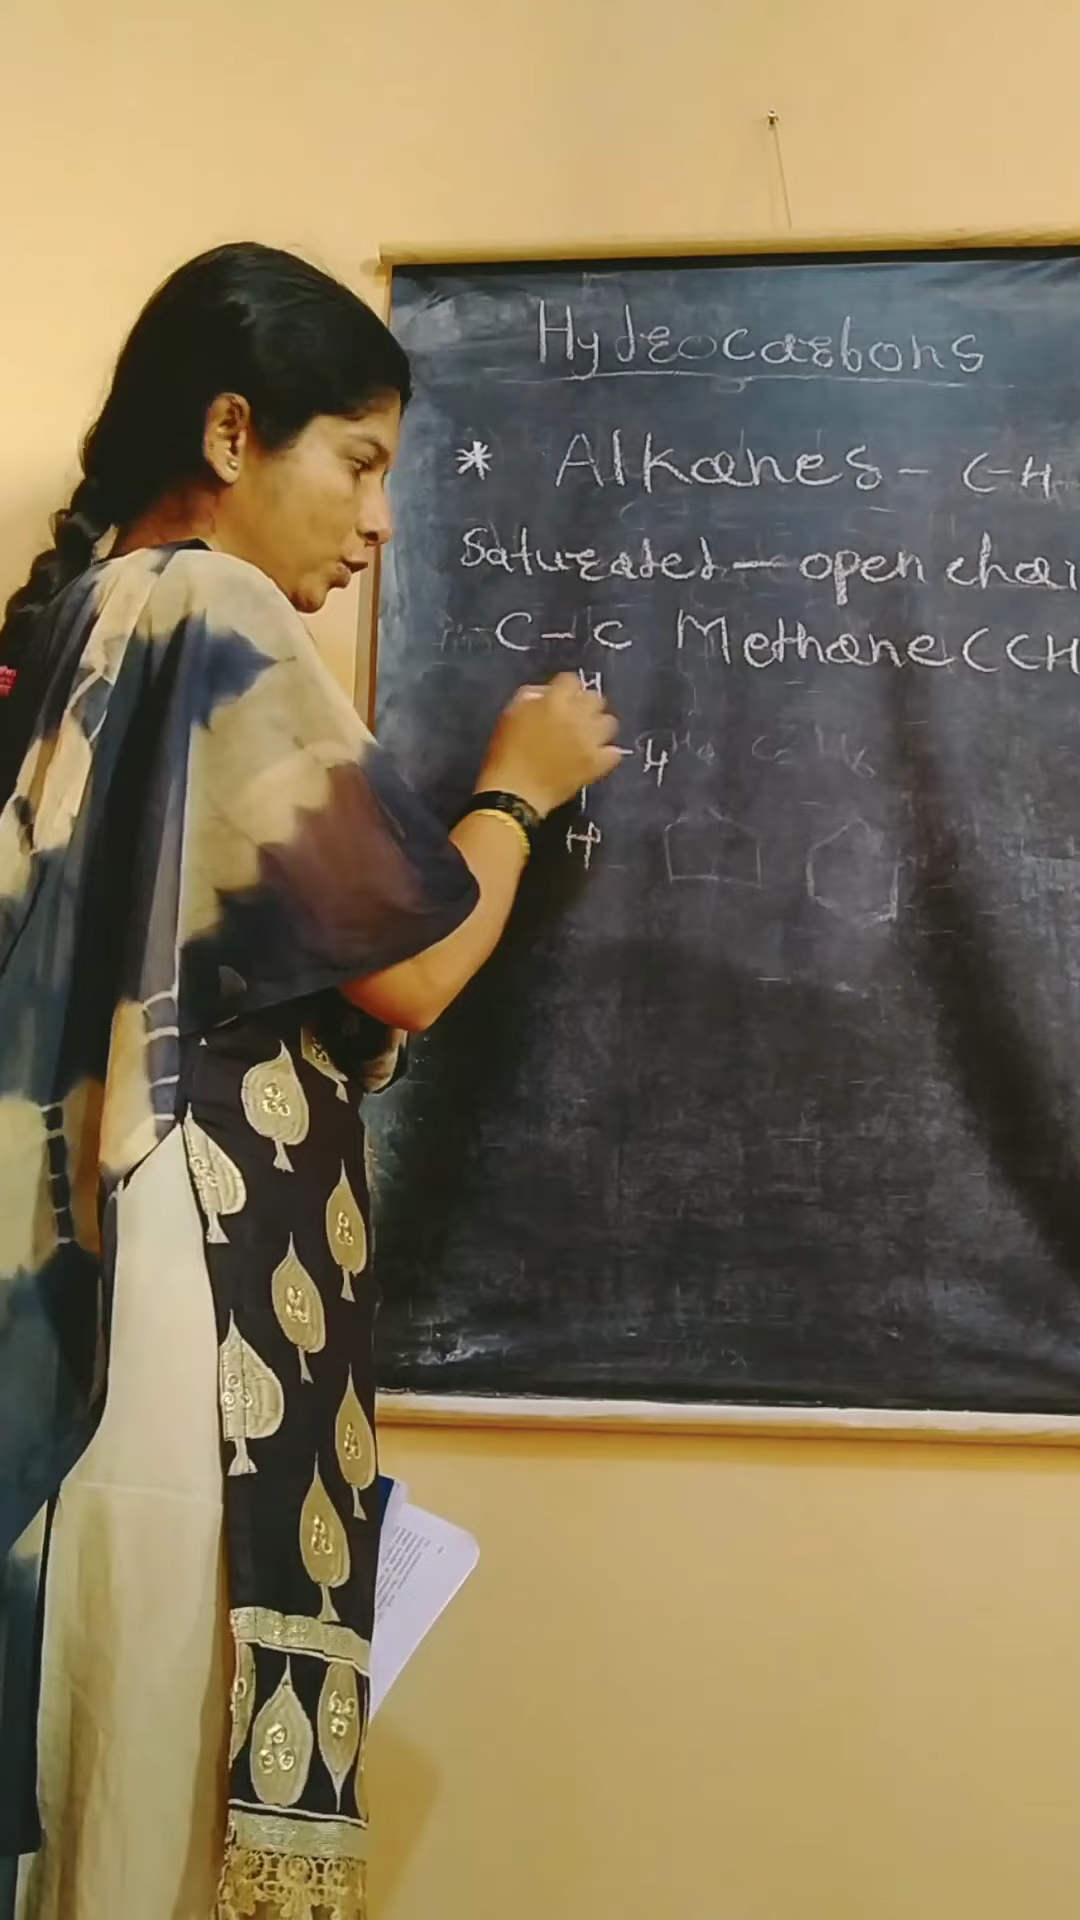 Hydrocarbons
* Alkanes - C-H
Saturated - open chai
C - C Methane (CH
H
- H
H